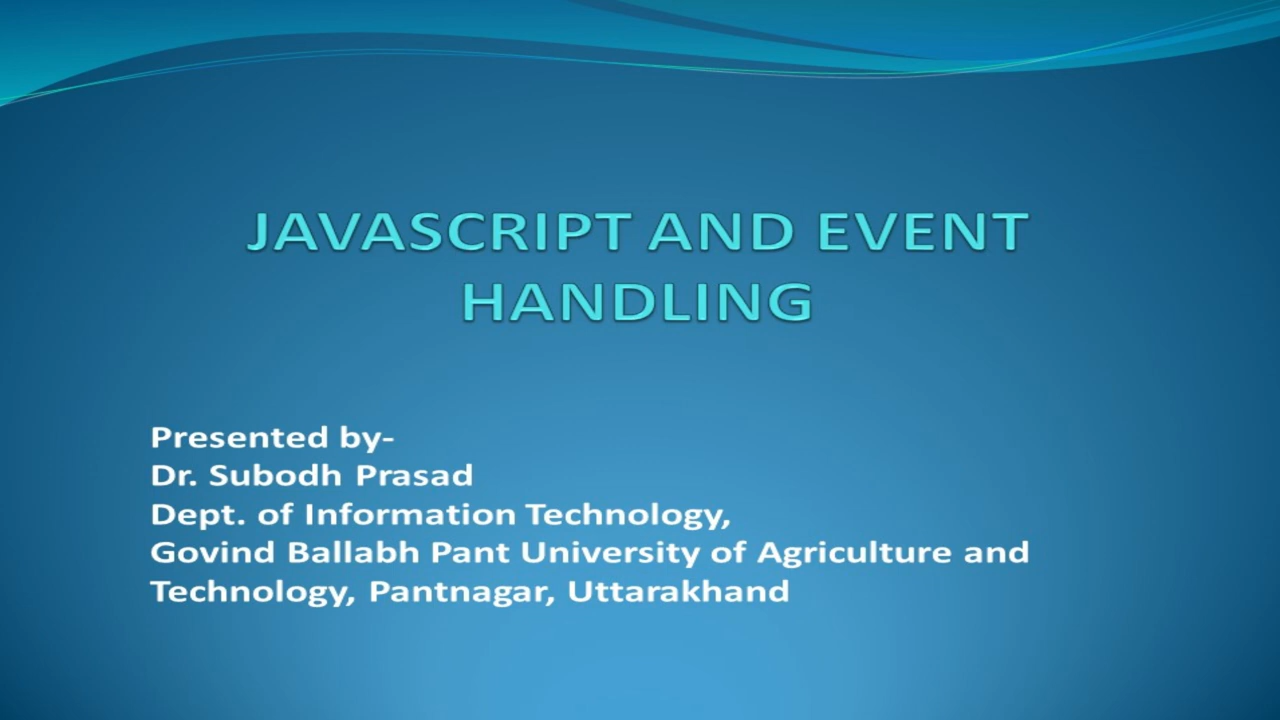 JAVASCRIPT AND EVENT
HANDLING
Presented by-
Dr. Subodh Prasad
Dept. of Information Technology,
Govind Ballabh Pant University of Agriculture and
Technology, Pantnagar, Uttarakhand